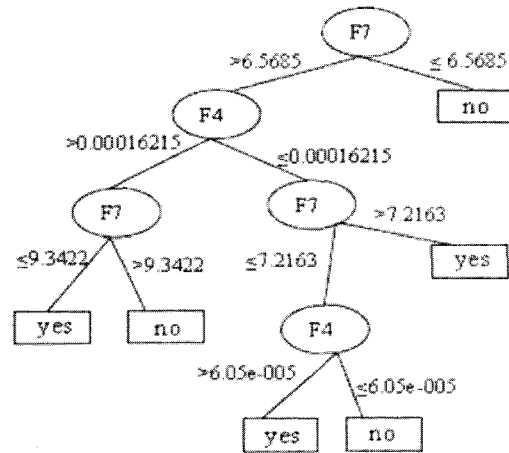 F7
>6.5685
≤ 6.5685
F4
no
>0.00016215
≤0.00016215
F7
F7
>7.2163
≤9.3422
>9.3422
≤7.2163
yes
yes
no
F4
>6.05e-005
≤6.05e-005
yes
no